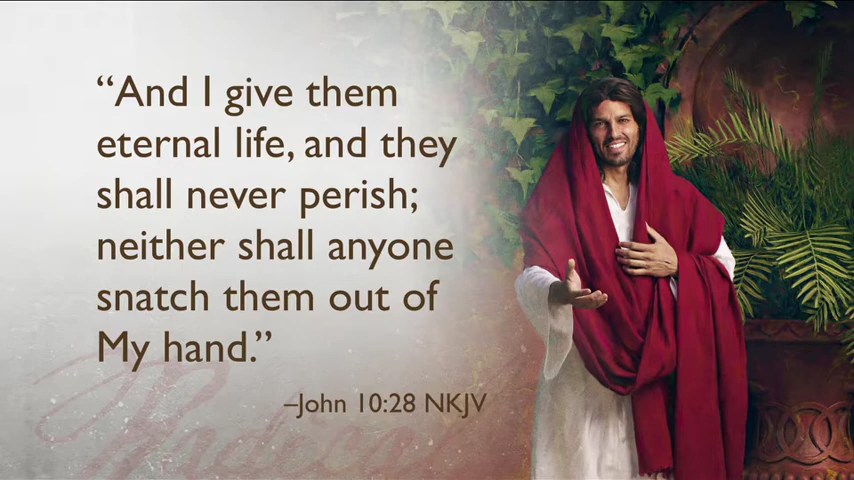 “And I give them
eternal life, and they
shall never perish;
neither shall anyone
snatch them out of
My hand.”
–John 10:28 NKJV